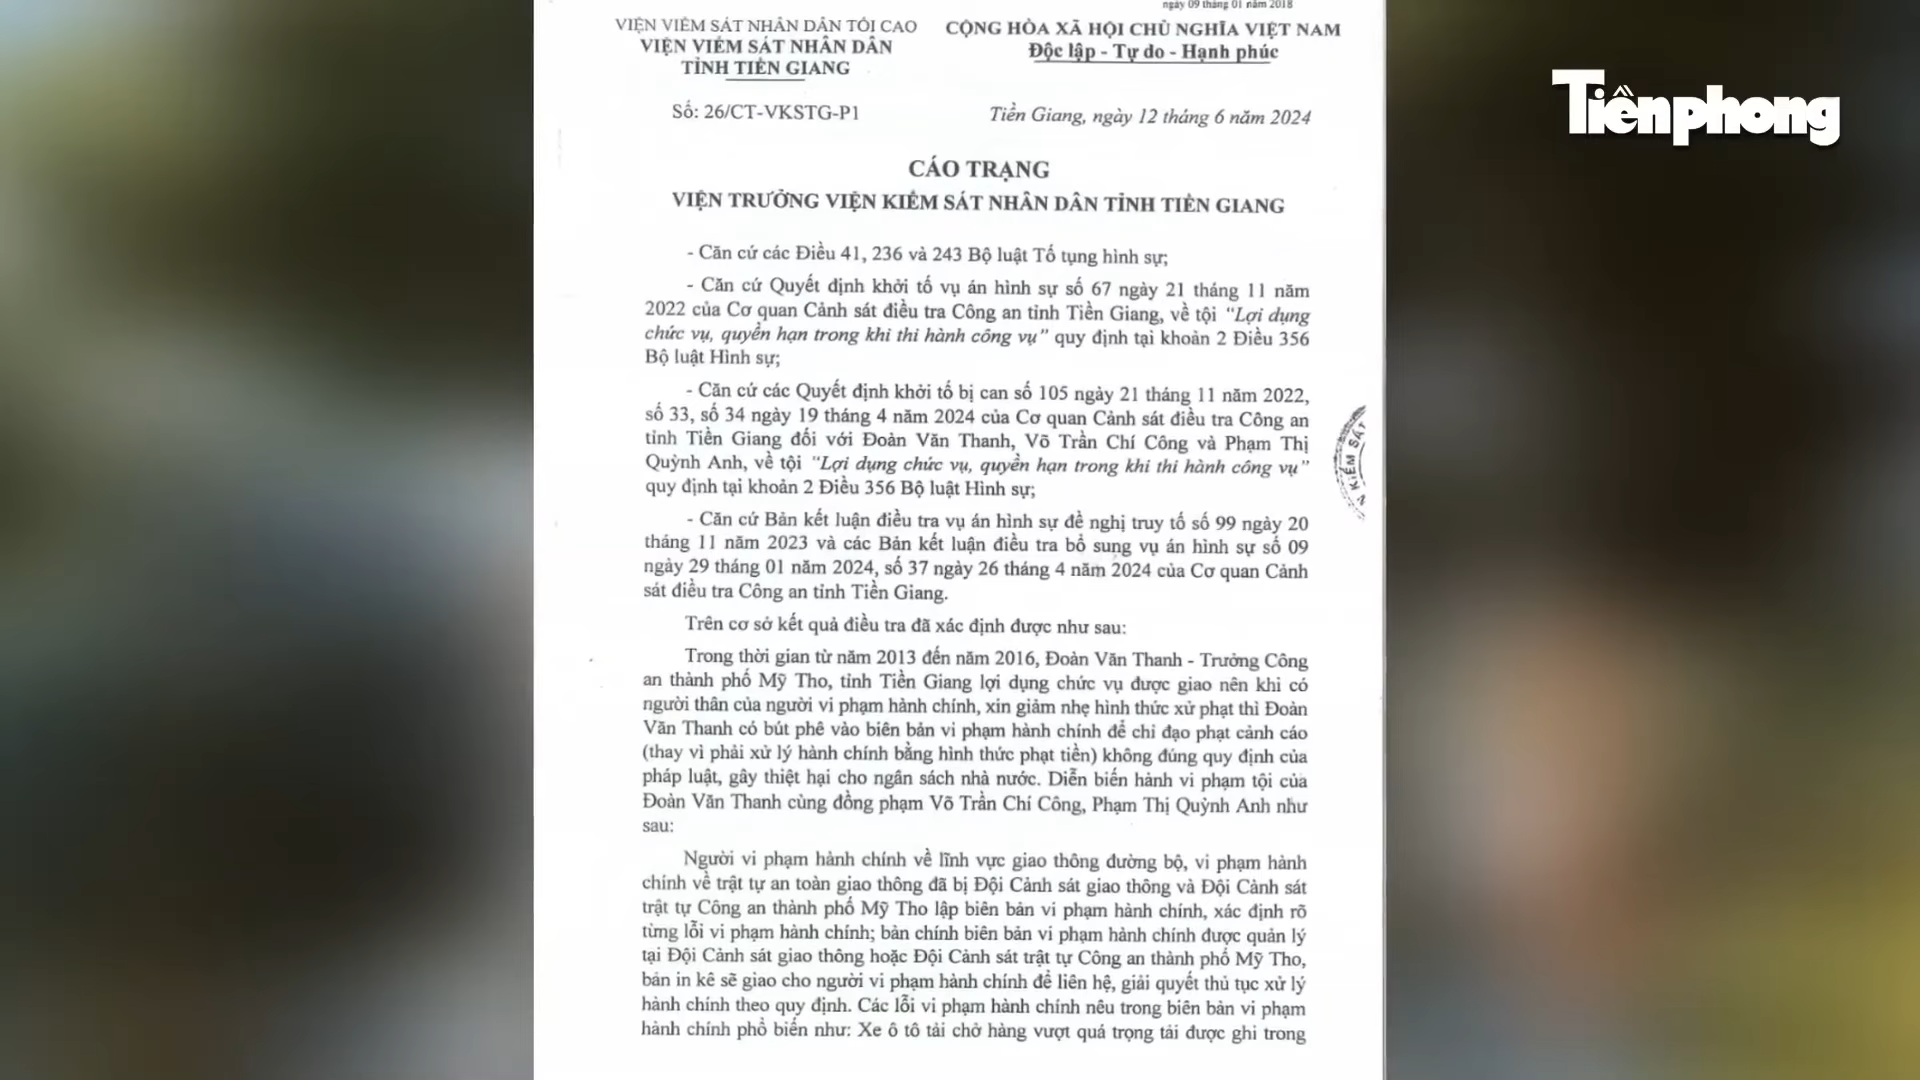 ngày 09 tháng 01 năm 2018
VIỆN VIỂM SÁT NHÂN DÂN TỐI CAO
VIỆN VIỂM SÁT NHÂN DÂN
TỈNH TIỀN GIANG
CỘNG HÒA XÃ HỘI CHỦ NGHĨA VIỆT NAM
Độc lập - Tự do - Hạnh phúc
Số: 26/CT-VKSTG-P1
Tiền Giang, ngày 12 tháng 6 năm 2024
Tiềnphong
CÁO TRẠNG
VIỆN TRƯỞNG VIỆN KIỂM SÁT NHÂN DÂN TỈNH TIỀN GIANG
- Căn cứ các Điều 41, 236 và 243 Bộ luật Tố tụng hình sự;
- Căn cứ Quyết định khởi tố vụ án hình sự số 67 ngày 21 tháng 11 năm
2022 của Cơ quan Cảnh sát điều tra Công an tỉnh Tiền Giang, về tội “Lợi dụng
chức vụ, quyền hạn trong khi thi hành công vụ” quy định tại khoản 2 Điều 356
Bộ luật Hình sự;
- Căn cứ các Quyết định khởi tố bị can số 105 ngày 21 tháng 11 năm 2022,
số 33, số 34 ngày 19 tháng 4 năm 2024 của Cơ quan Cảnh sát điều tra Công an
tỉnh Tiền Giang đối với Đoàn Văn Thanh, Võ Trần Chí Công và Phạm Thị
Quỳnh Anh, về tội “Lợi dụng chức vụ, quyền hạn trong khi thi hành công vụ”
quy định tại khoản 2 Điều 356 Bộ luật Hình sự;
KIỂM SÁT
- Căn cứ Bản kết luận điều tra vụ án hình sự đề nghị truy tố số 99 ngày 20
tháng 11 năm 2023 và các Bản kết luận điều tra bổ sung vụ án hình sự số 09
ngày 29 tháng 01 năm 2024, số 37 ngày 26 tháng 4 năm 2024 của Cơ quan Cảnh
sát điều tra Công an tỉnh Tiền Giang.
Trên cơ sở kết quả điều tra đã xác định được như sau:
Trong thời gian từ năm 2013 đến năm 2016, Đoàn Văn Thanh - Trưởng Công
an thành phố Mỹ Tho, tỉnh Tiền Giang lợi dụng chức vụ được giao nên khi có
người thân của người vi phạm hành chính, xin giảm nhẹ hình thức xử phạt thì Đoàn
Văn Thanh có bút phê vào biên bản vi phạm hành chính để chỉ đạo phạt cảnh cáo
(thay vì phải xử lý hành chính bằng hình thức phạt tiền) không đúng quy định của
pháp luật, gây thiệt hại cho ngân sách nhà nước. Diễn biến hành vi phạm tội của
Đoàn Văn Thanh cùng đồng phạm Võ Trần Chí Công, Phạm Thị Quỳnh Anh như
sau:
Người vi phạm hành chính về lĩnh vực giao thông đường bộ, vi phạm hành
chính về trật tự an toàn giao thông đã bị Đội Cảnh sát giao thông và Đội Cảnh sát
trật tự Công an thành phố Mỹ Tho lập biên bản vi phạm hành chính, xác định rõ
từng lỗi vi phạm hành chính; bản chính biên bản vi phạm hành chính được quản lý
tại Đội Cảnh sát giao thông hoặc Đội Cảnh sát trật tự Công an thành phố Mỹ Tho,
bản in kê sẽ giao cho người vi phạm hành chính để liên hệ, giải quyết thủ tục xử lý
hành chính theo quy định. Các lỗi vi phạm hành chính nêu trong biên bản vi phạm
hành chính phổ biến như: Xe ô tô tải chở hàng vượt quá trọng tải được ghi trong